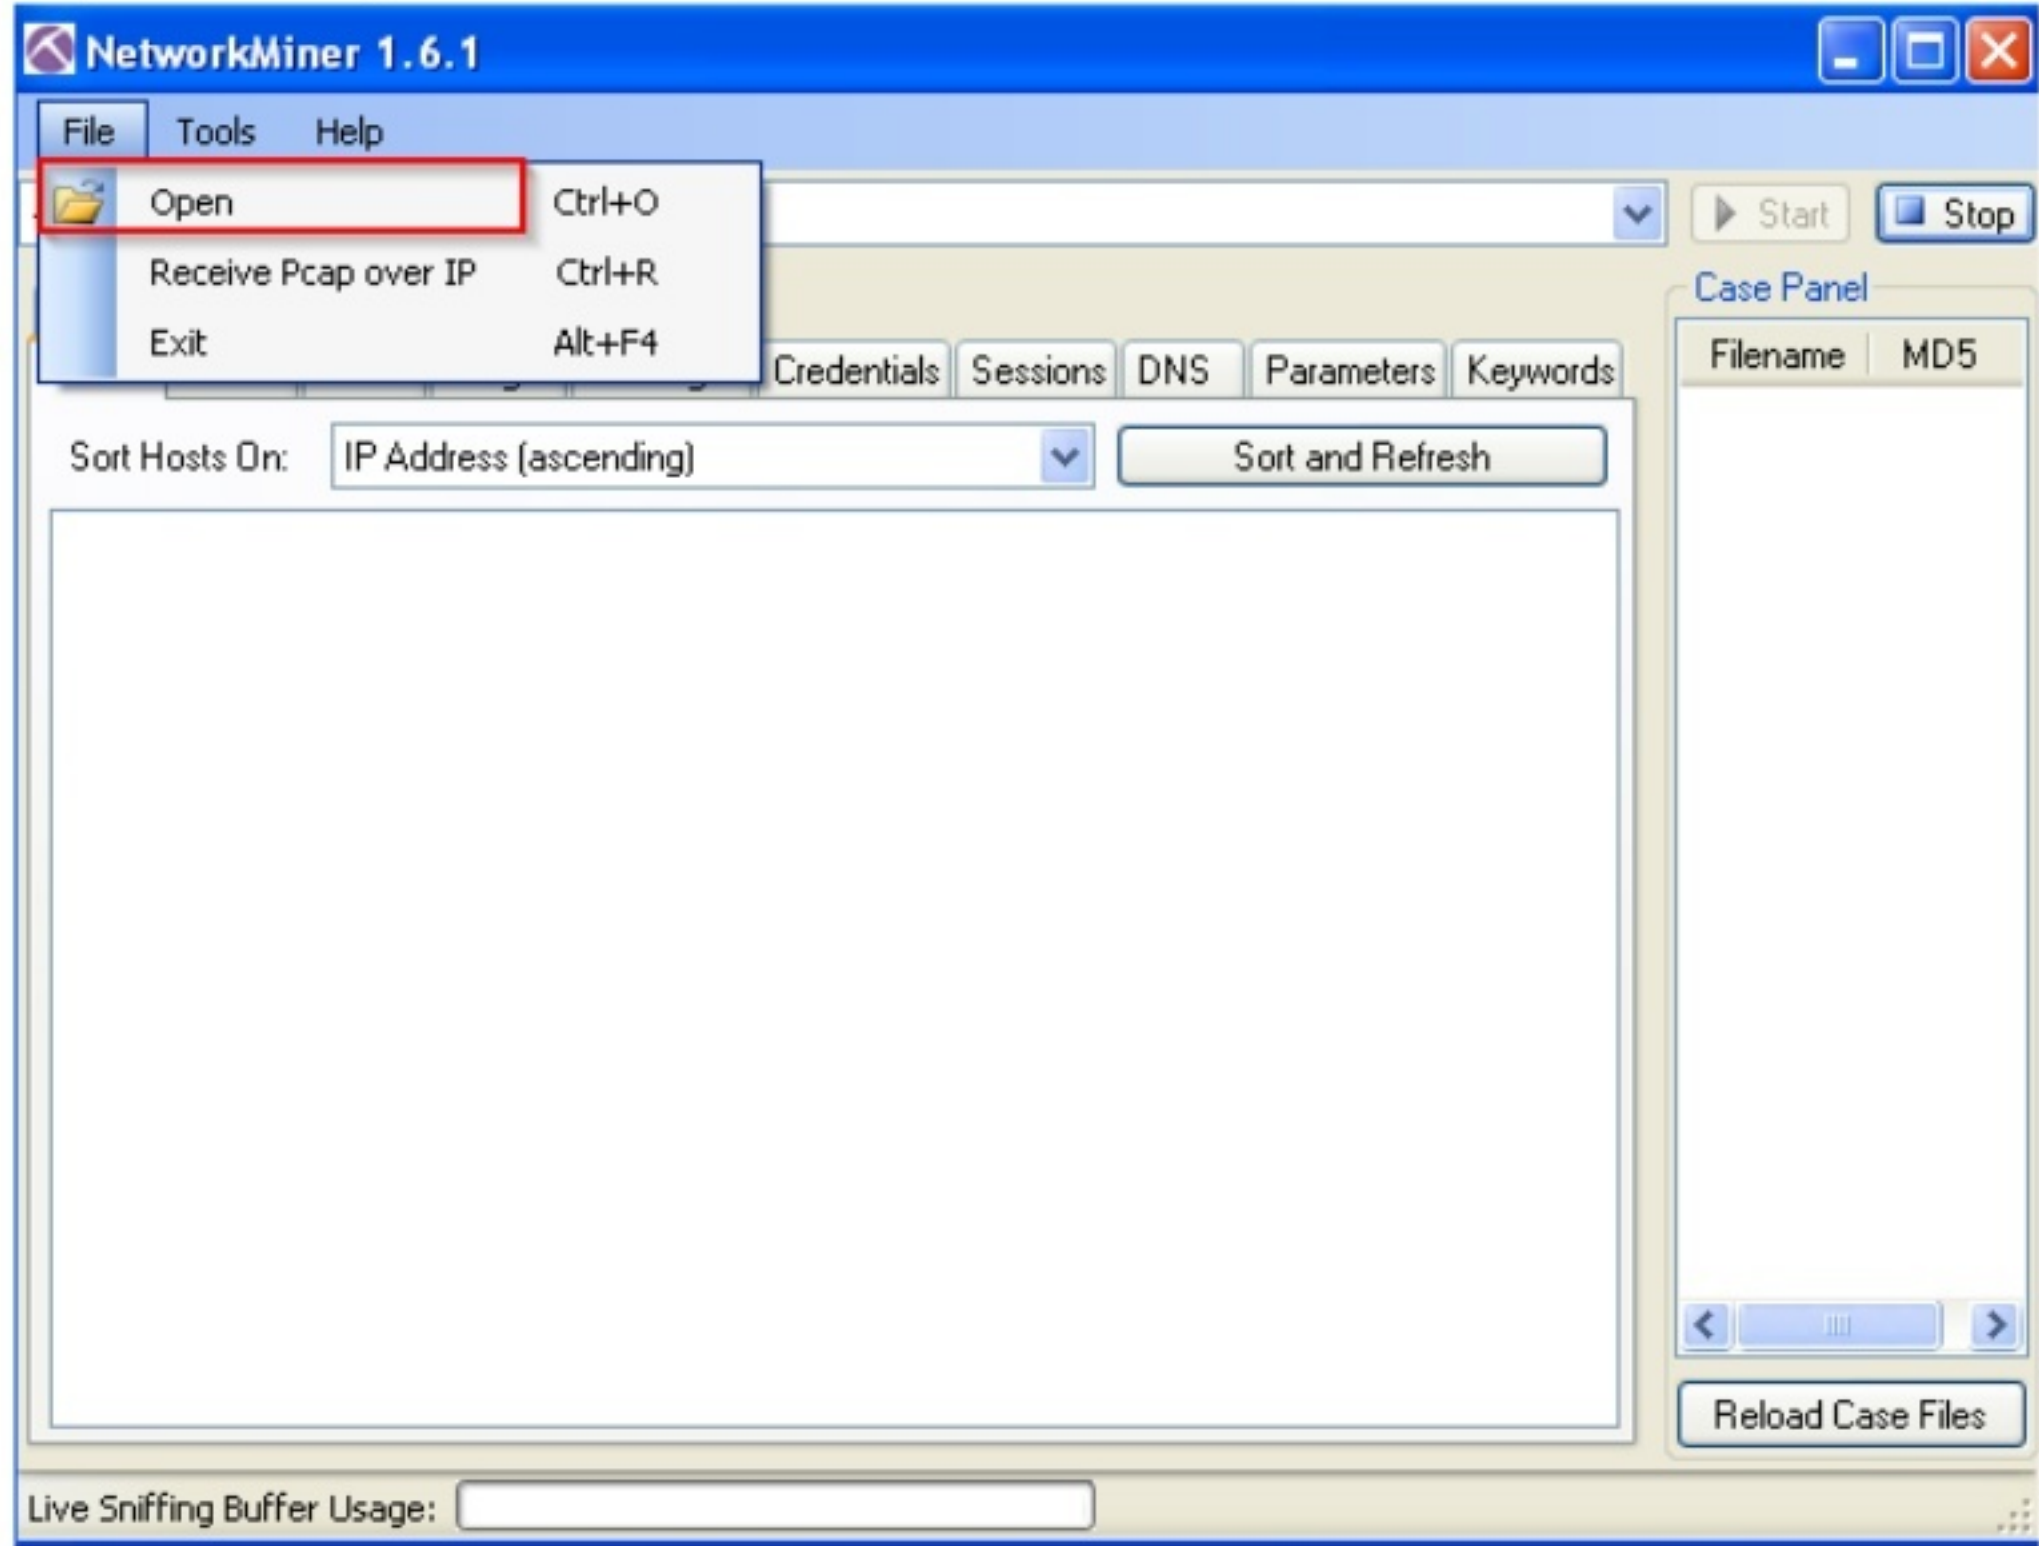 NetworkMiner 1.6.1
File Tools Help
Open Ctrl+O
Receive Pcap over IP Ctrl+R
Exit Alt+F4
Start Stop
Case Panel
Filename MD5
Credentials Sessions DNS Parameters Keywords
Sort Hosts On: IP Address (ascending) Sort and Refresh
Reload Case Files
Live Sniffing Buffer Usage: